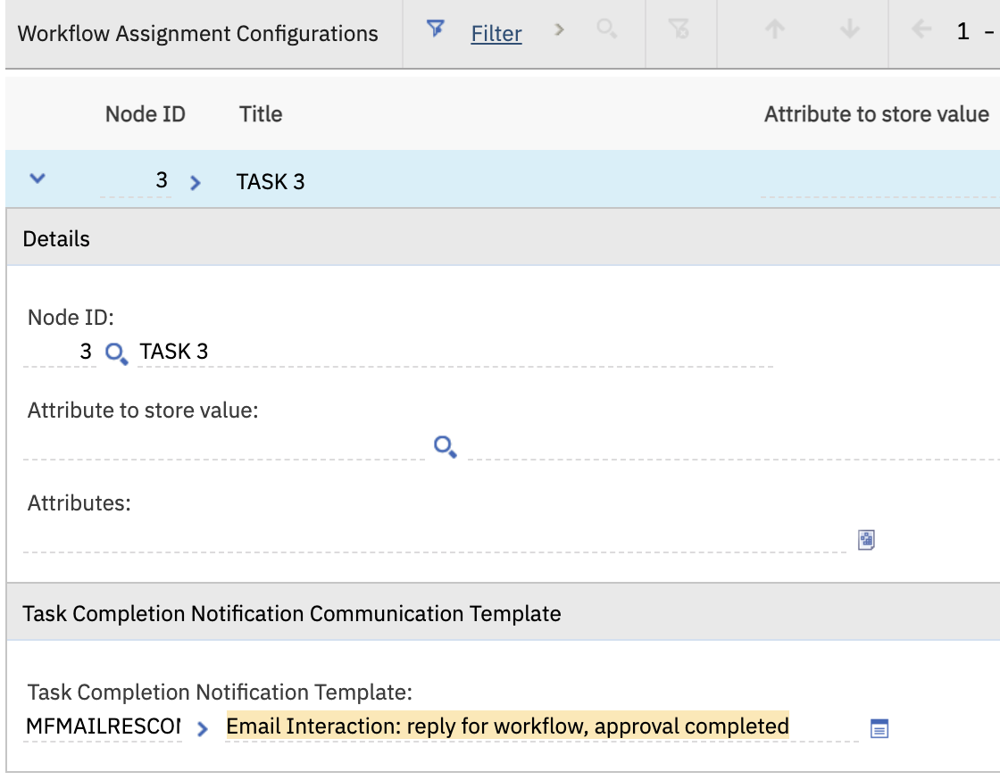 Workflow Assignment Configurations Filter 1 -
Node ID Title Attribute to store value
3 TASK 3
Details
Node ID:
3 TASK 3
Attribute to store value:
Attributes:
Task Completion Notification Communication Template
Task Completion Notification Template:
MFMAILRESCO Email Interaction: reply for workflow, approval completed